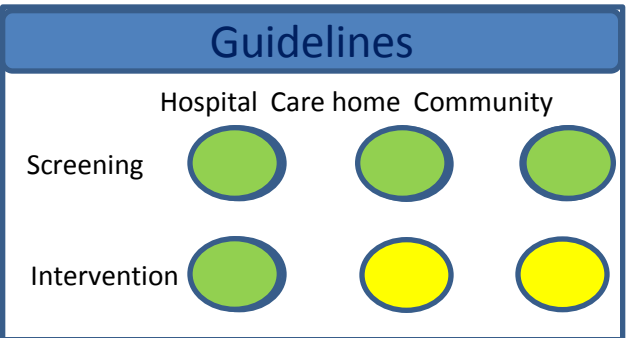 Guidelines
Hospital Care home Community
Screening
Intervention